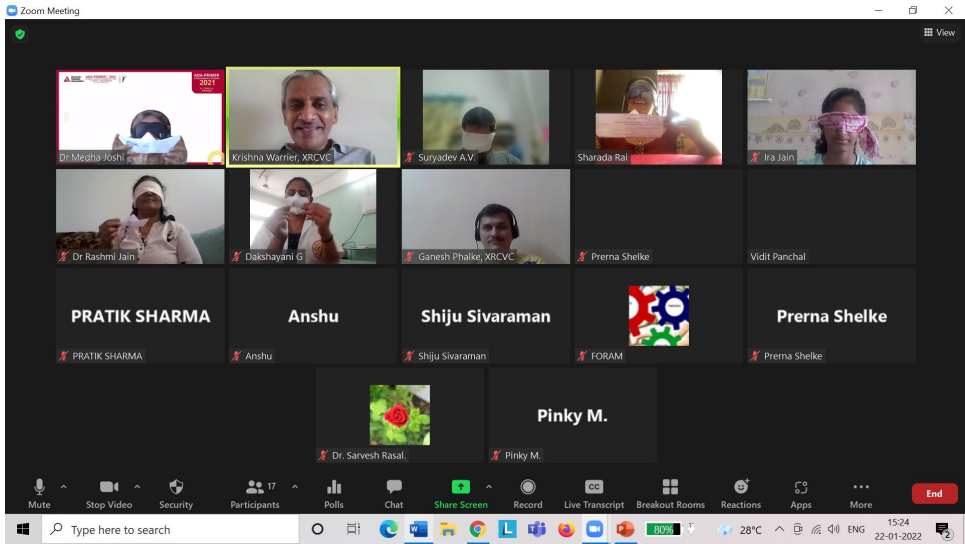 Zoom Meeting
View
ADA-PRIMER
2021
Dr Medha Joshi
Krishna Warrier, XRCVC
Suryadev A.V.
Sharada Rai
Ira Jain
Dr Rashmi Jain
Dakshayani G
Ganesh Phalke, XRCVC
Prerna Shelke
Vidit Panchal
PRATIK SHARMA
Anshu
Shiju Sivaraman
Prerna Shelke
PRATIK SHARMA
Anshu
Shiju Sivaraman
FORAM
Prerna Shelke
Pinky M.
Dr. Sarvesh Rasal.
Pinky M.
17
CC
Mute
Stop Video
Security
Participants
Polls
Chat
Share Screen
Record
Live Transcript
Breakout Rooms
Reactions
Apps
More
End
Type here to search
80%
28°C
ENG
15:24
22-01-2022
2